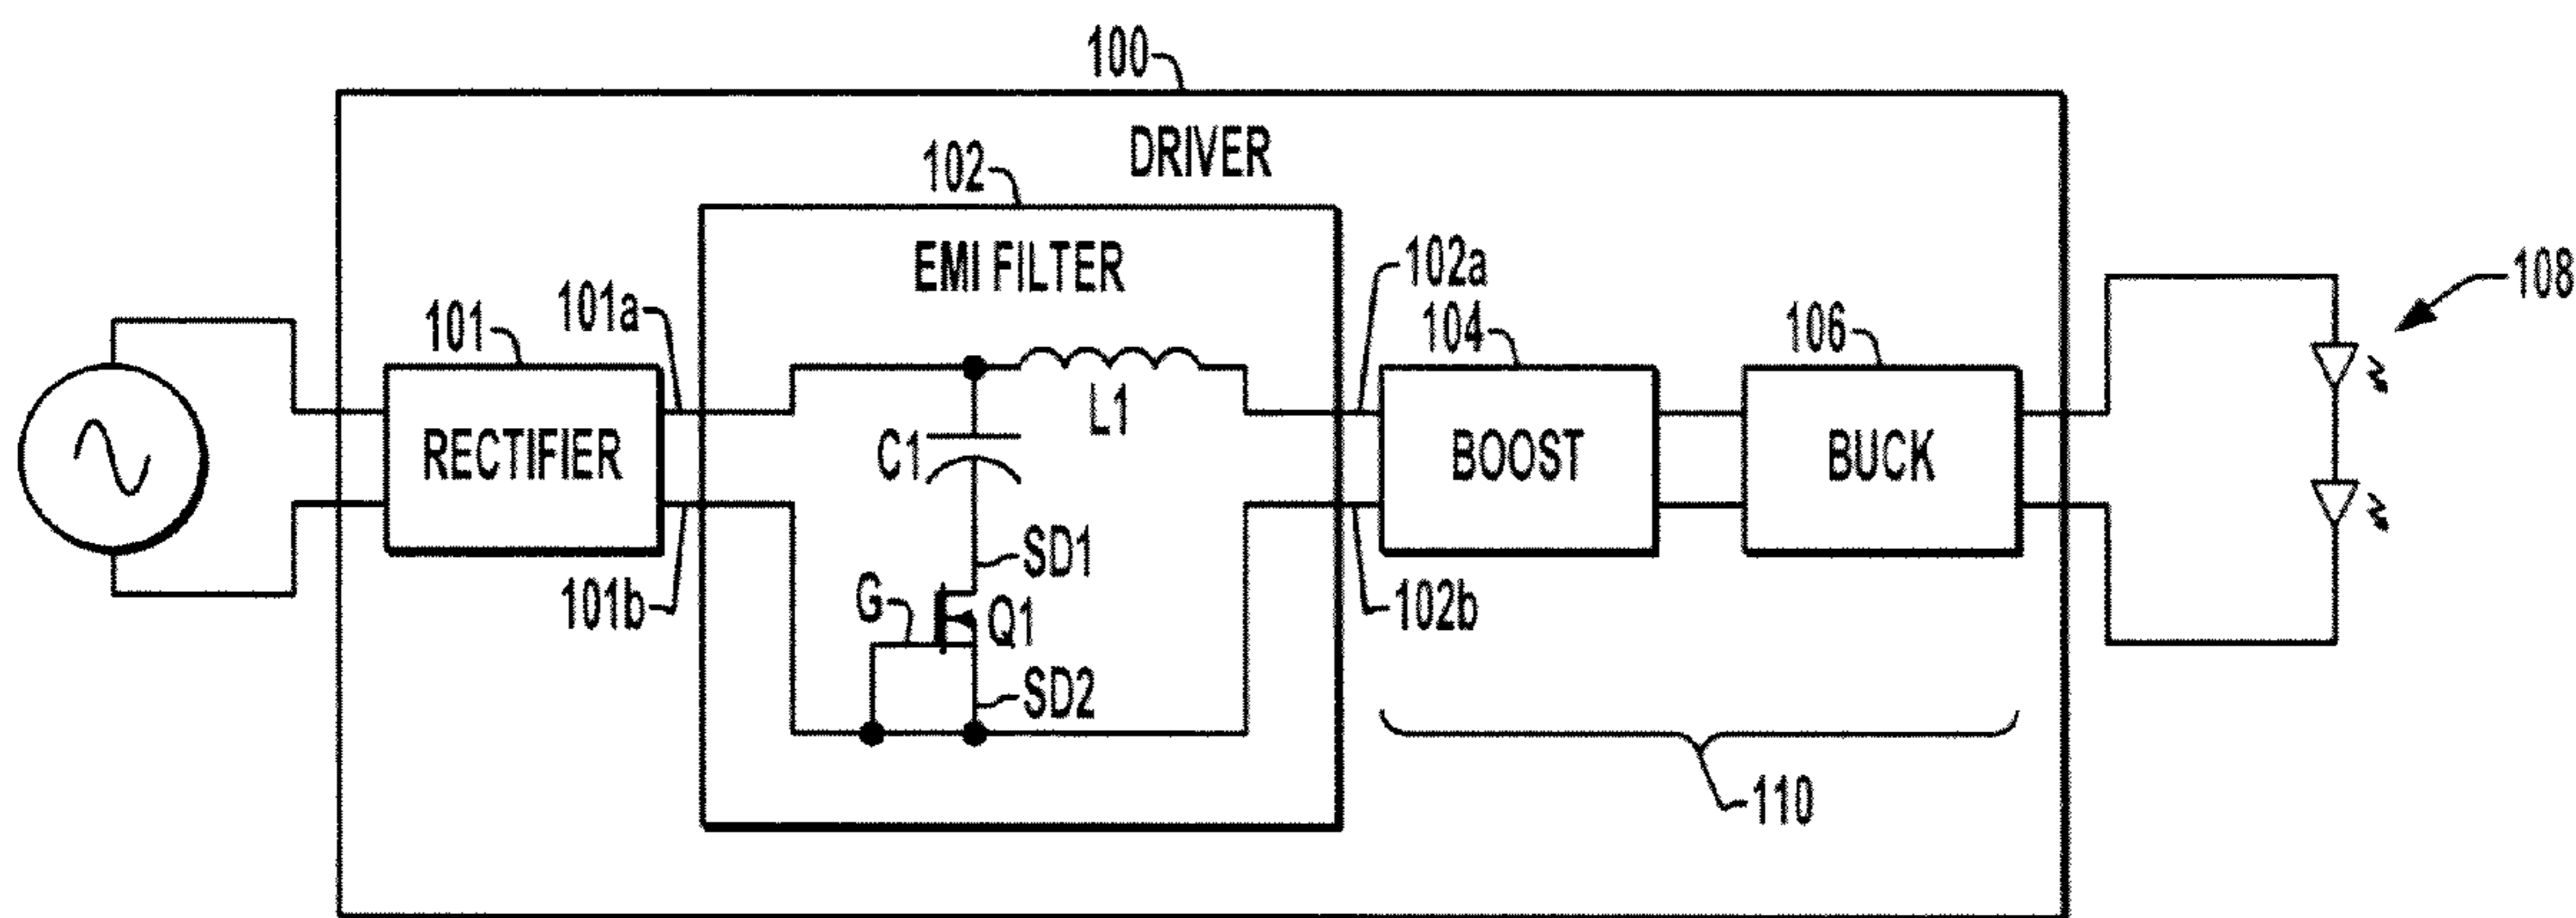 100
DRIVER
102
EMI FILTER
101
101a
102a
104
106
108
RECTIFIER
C1
L1
BOOST
BUCK
SD1
101b
G
Q1
102b
SD2
110